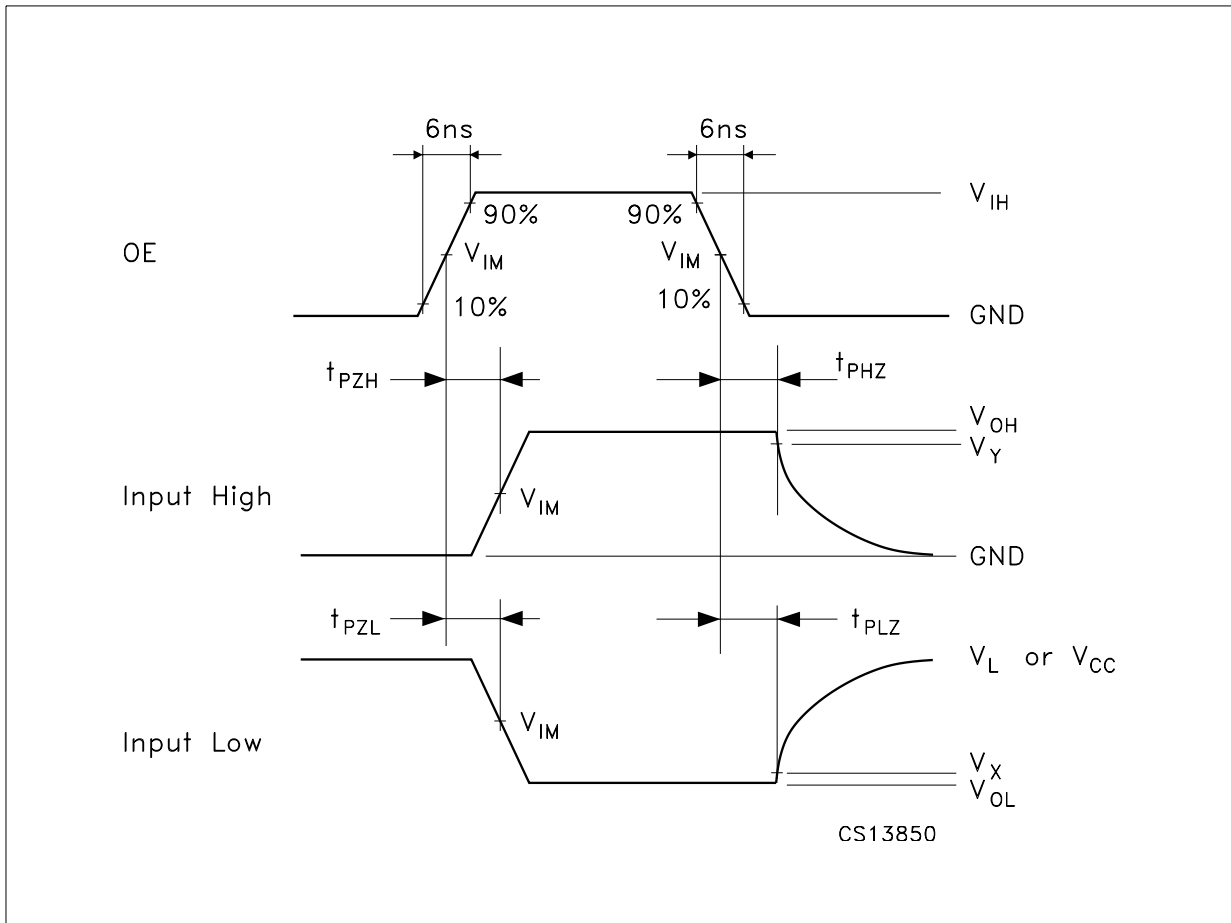 6ns 6ns
V_IH
90% 90%
OE V_IM V_IM
10% 10%
GND
t_PZH t_PHZ
V_OH
V_Y
Input High V_IM
GND
t_PZL t_PLZ
V_L or V_CC
V_IM
Input Low
V_X
V_OL
CS13850